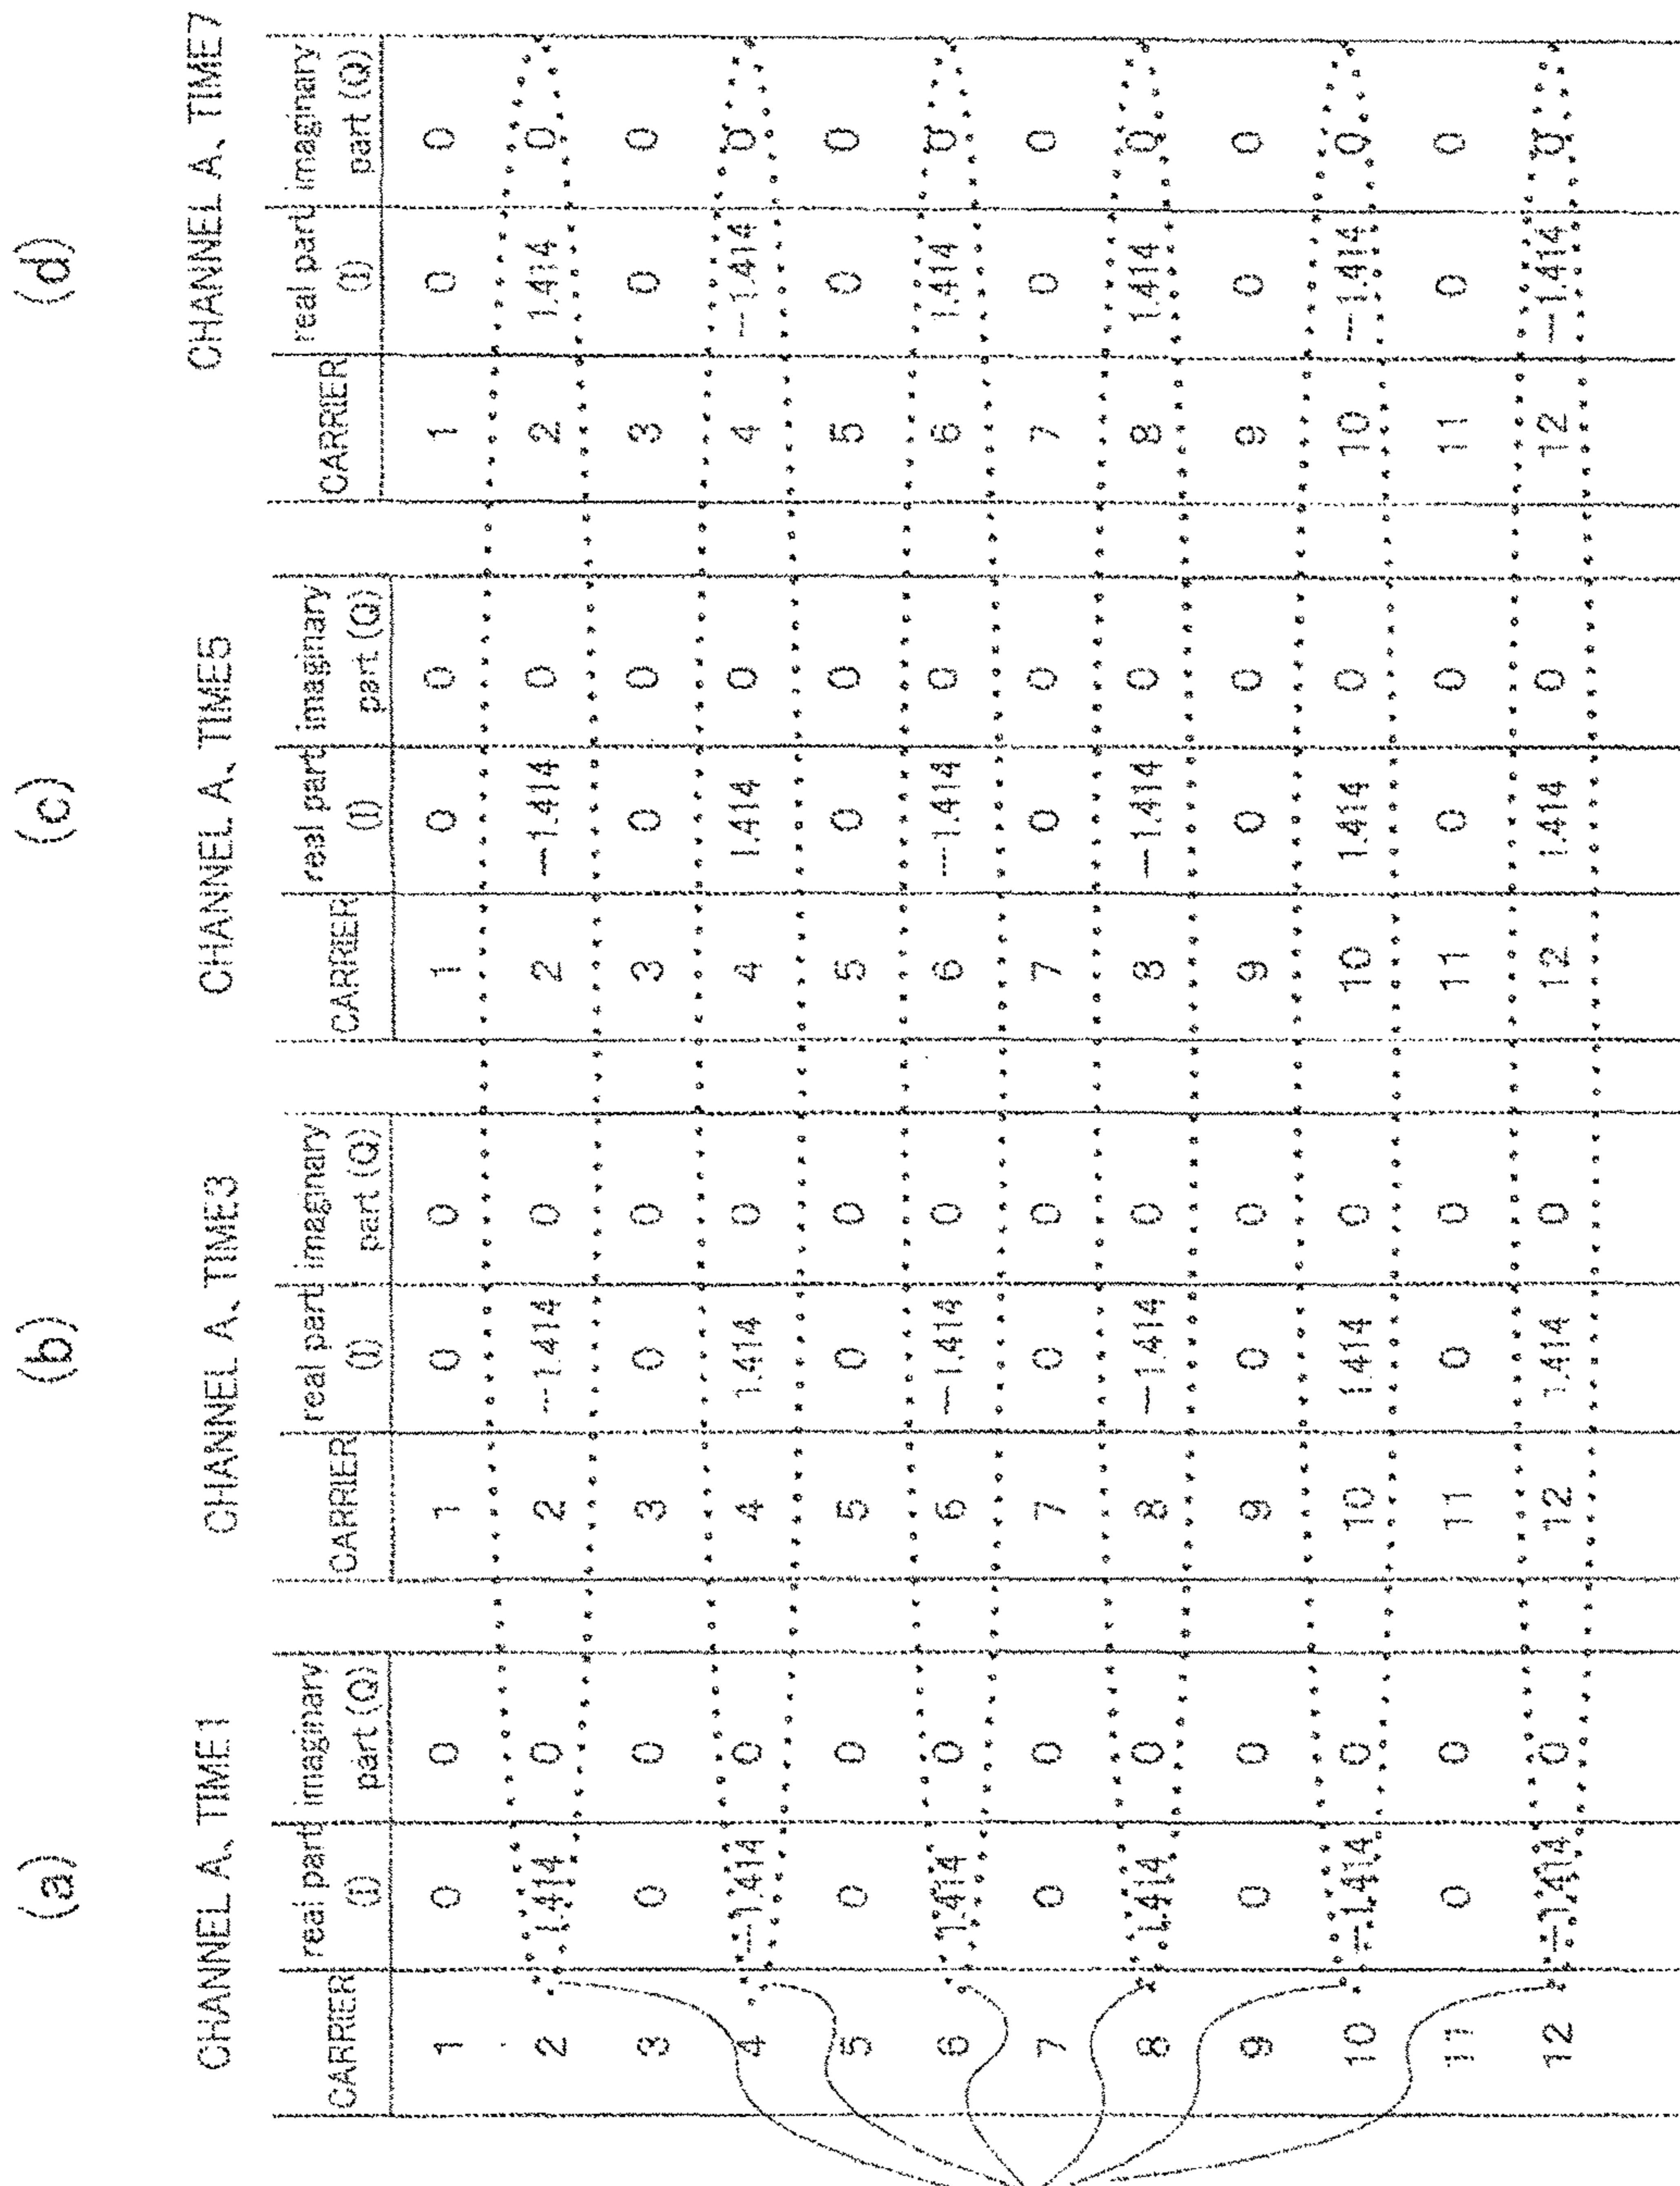 (a)
CHANNEL A, TIME1
CARRIER real part imaginary
(I) part (Q)
1 0 0
2 1.414 0
3 0 0
4 —1.414 0
5 0 0
6 1.414 0
7 0 0
8 1.414 0
9 0 0
10 —1.414 0
11 0 0
12 —1.414 0
(b)
CHANNEL A, TIME3
CARRIER real part imaginary
(I) part (Q)
1 0 0
2 —1.414 0
3 0 0
4 1.414 0
5 0 0
6 —1.414 0
7 0 0
8 —1.414 0
9 0 0
10 1.414 0
11 0 0
12 1.414 0
(c)
CHANNEL A, TIME5
CARRIER real part imaginary
(I) part (Q)
1 0 0
2 —1.414 0
3 0 0
4 1.414 0
5 0 0
6 —1.414 0
7 0 0
8 —1.414 0
9 0 0
10 1.414 0
11 0 0
12 1.414 0
(d)
CHANNEL A, TIME7
CARRIER real part imaginary
(I) part (Q)
1 0 0
2 1.414 0
3 0 0
4 —1.414 0
5 0 0
6 1.414 0
7 0 0
8 1.414 0
9 0 0
10 —1.414 0
11 0 0
12 —1.414 0